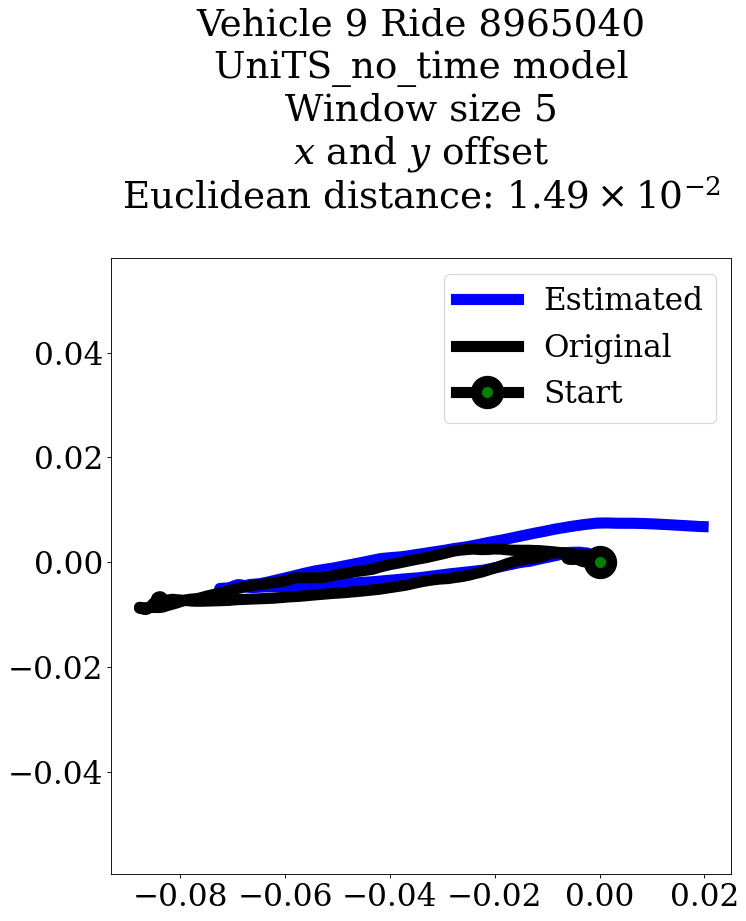 Vehicle 9 Ride 8965040
UniTS_no_time model
Window size 5
x and y offset
Euclidean distance: 1.49 × 10⁻²
Estimated
Original
Start
0.04
0.02
0.00
−0.02
−0.04
−0.08 −0.06 −0.04 −0.02 0.00 0.02